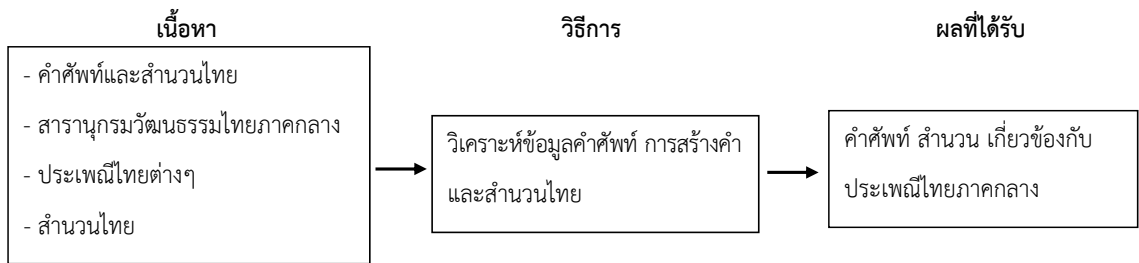 เนื้อหา
- คำศัพท์และสำนวนไทย
- สารานุกรมวัฒนธรรมไทยภาคกลาง
- ประเพณีไทยต่างๆ
- สำนวนไทย
วิธีการ
วิเคราะห์ข้อมูลคำศัพท์ การสร้างคำ
และสำนวนไทย
ผลที่ได้รับ
คำศัพท์ สำนวน เกี่ยวข้องกับ
ประเพณีไทยภาคกลาง